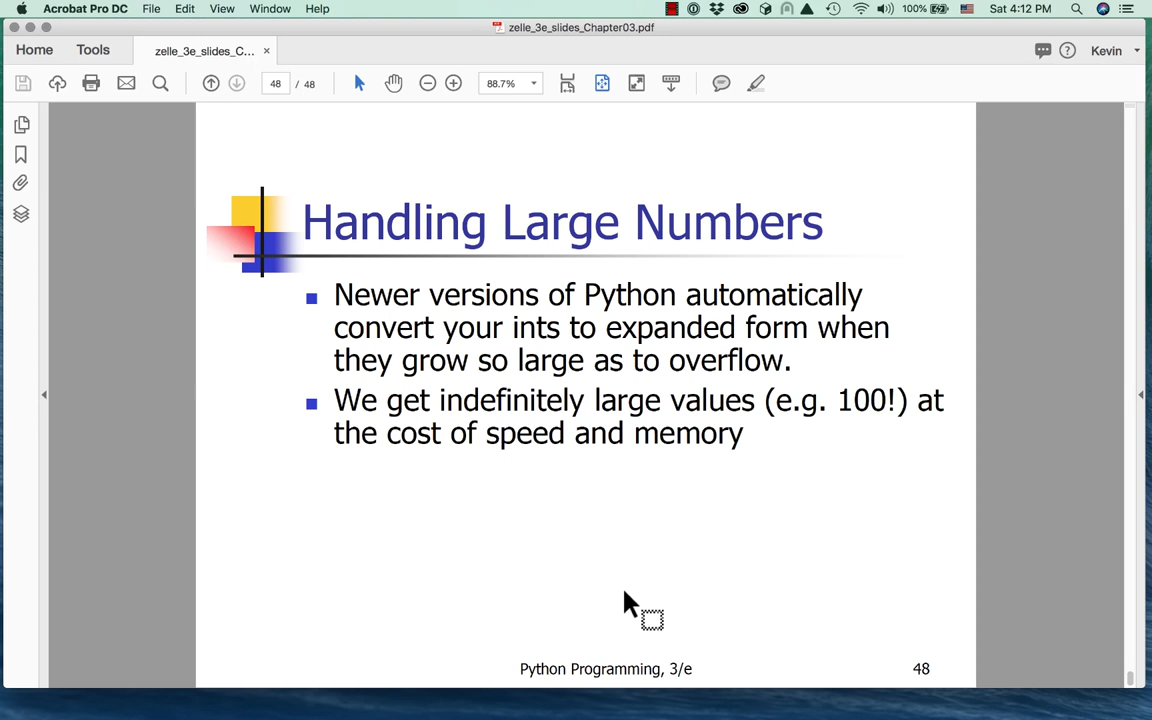 Acrobat Pro DC File Edit View Window Help 100% Sat 4:12 PM
zelle_3e_slides_Chapter03.pdf
Home Tools zelle_3e_slides_C... × Kevin
48 / 48 88.7%
Handling Large Numbers
Newer versions of Python automatically
convert your ints to expanded form when
they grow so large as to overflow.
We get indefinitely large values (e.g. 100!) at
the cost of speed and memory
Python Programming, 3/e 48